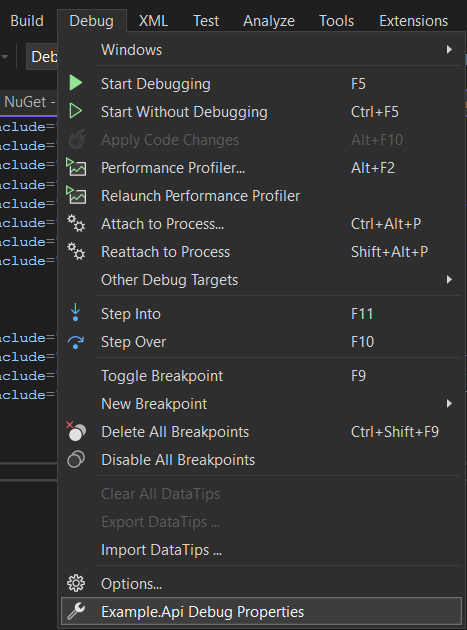 Build Debug XML Test Analyze Tools Extensions
Deb
Windows
NuGet -
Start Debugging F5
nclude="
Start Without Debugging Ctrl+F5
nclude="
Apply Code Changes Alt+F10
nclude="
Performance Profiler... Alt+F2
nclude="
Relaunch Performance Profiler
nclude="
nclude="
Attach to Process... Ctrl+Alt+P
nclude="
Reattach to Process Shift+Alt+P
nclude="
Other Debug Targets
Step Into F11
Step Over F10
nclude="
nclude="
Toggle Breakpoint F9
nclude="
New Breakpoint
Delete All Breakpoints Ctrl+Shift+F9
Disable All Breakpoints
Clear All DataTips
Export DataTips ...
Import DataTips ...
Options...
Example.Api Debug Properties